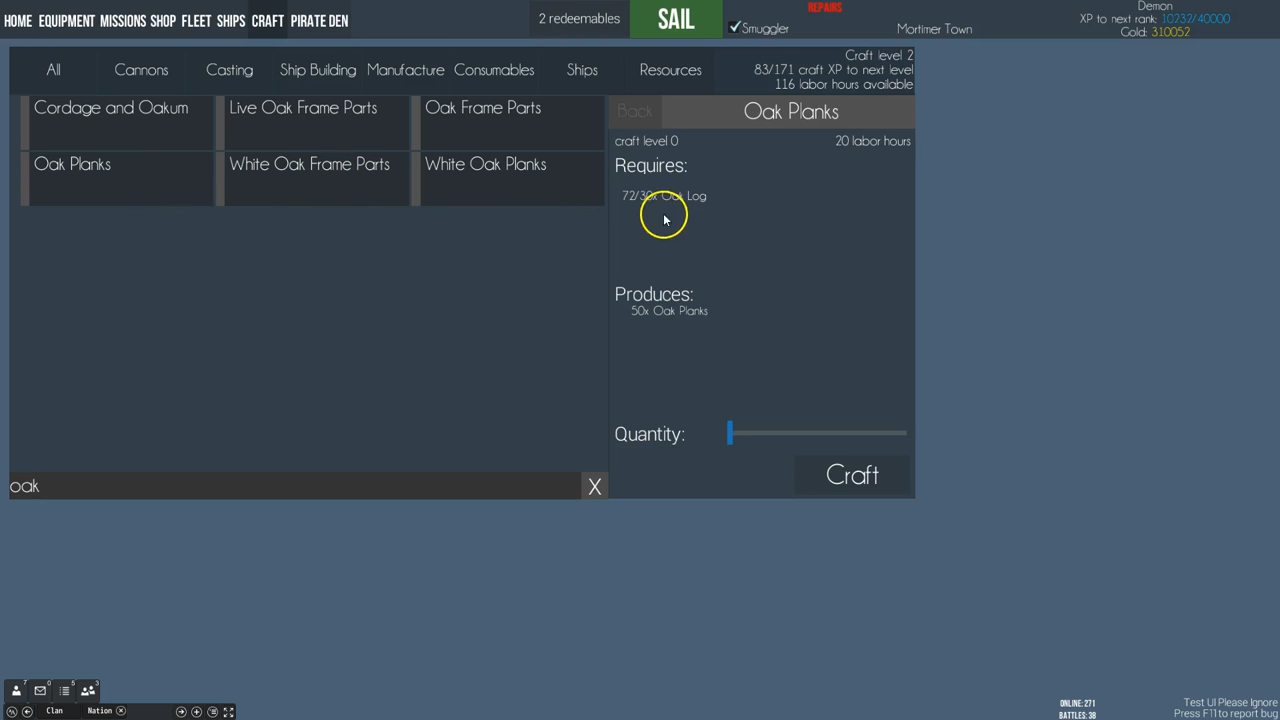 HOME EQUIPMENT MISSIONS SHOP FLEET SHIPS CRAFT PIRATE DEN
2 redeemables
SAIL
REPAIRS
Smuggler
Mortimer Town
Demon
XP to next rank: 10232/40000
Gold: 310052
All Cannons Casting Ship Building Manufacture Consumables Ships Resources
Craft level 2
83/171 craft XP to next level
116 labor hours available
Cordage and Oakum Live Oak Frame Parts Oak Frame Parts
Oak Planks White Oak Frame Parts White Oak Planks
Back
Oak Planks
craft level 0 20 labor hours
Requires:
72/30x Oak Log
Produces:
50x Oak Planks
Quantity:
Craft
oak X
7 0 5 3
Clan Nation
ONLINE: 271
BATTLES: 38
Test UI Please Ignore
Press F11 to report bug